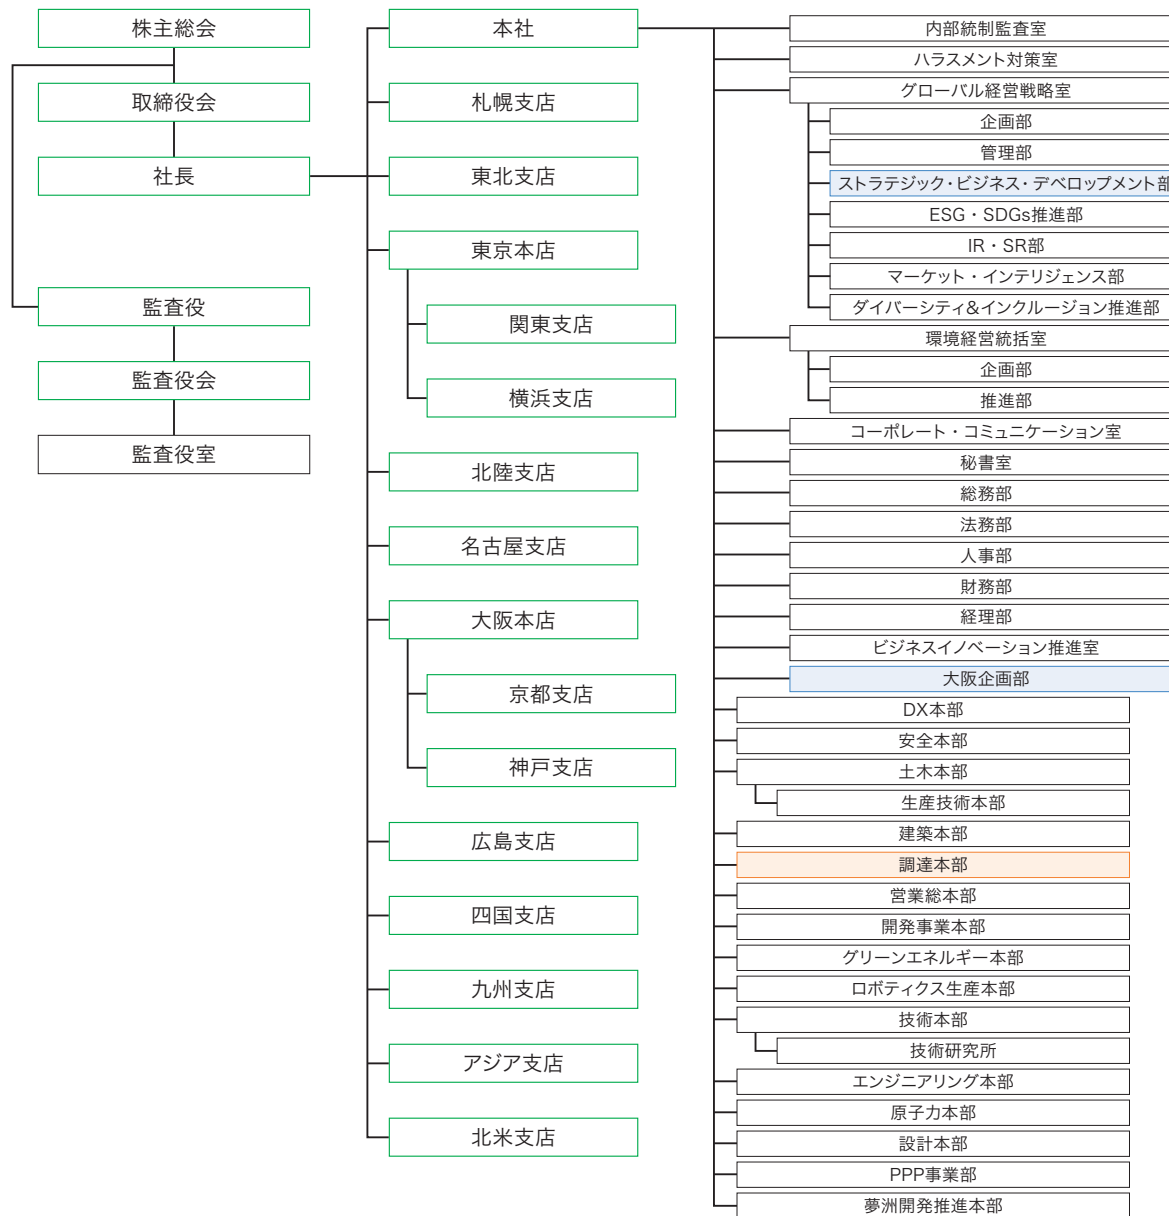 株主総会
取締役会
社長
監査役
監査役会
監査役室
本社
札幌支店
東北支店
東京本店
関東支店
横浜支店
北陸支店
名古屋支店
大阪本店
京都支店
神戸支店
広島支店
四国支店
九州支店
アジア支店
北米支店
内部統制監査室
ハラスメント対策室
グローバル経営戦略室
企画部
管理部
ストラテジック・ビジネス・デベロップメント部
ESG・SDGs推進部
IR・SR部
マーケット・インテリジェンス部
ダイバーシティ&インクルージョン推進部
環境経営統括室
企画部
推進部
コーポレート・コミュニケーション室
秘書室
総務部
法務部
人事部
財務部
経理部
ビジネスイノベーション推進室
大阪企画部
DX本部
安全本部
土木本部
生産技術本部
建築本部
調達本部
営業総本部
開発事業本部
グリーンエネルギー本部
ロボティクス生産本部
技術本部
技術研究所
エンジニアリング本部
原子力本部
設計本部
PPP事業部
夢洲開発推進本部